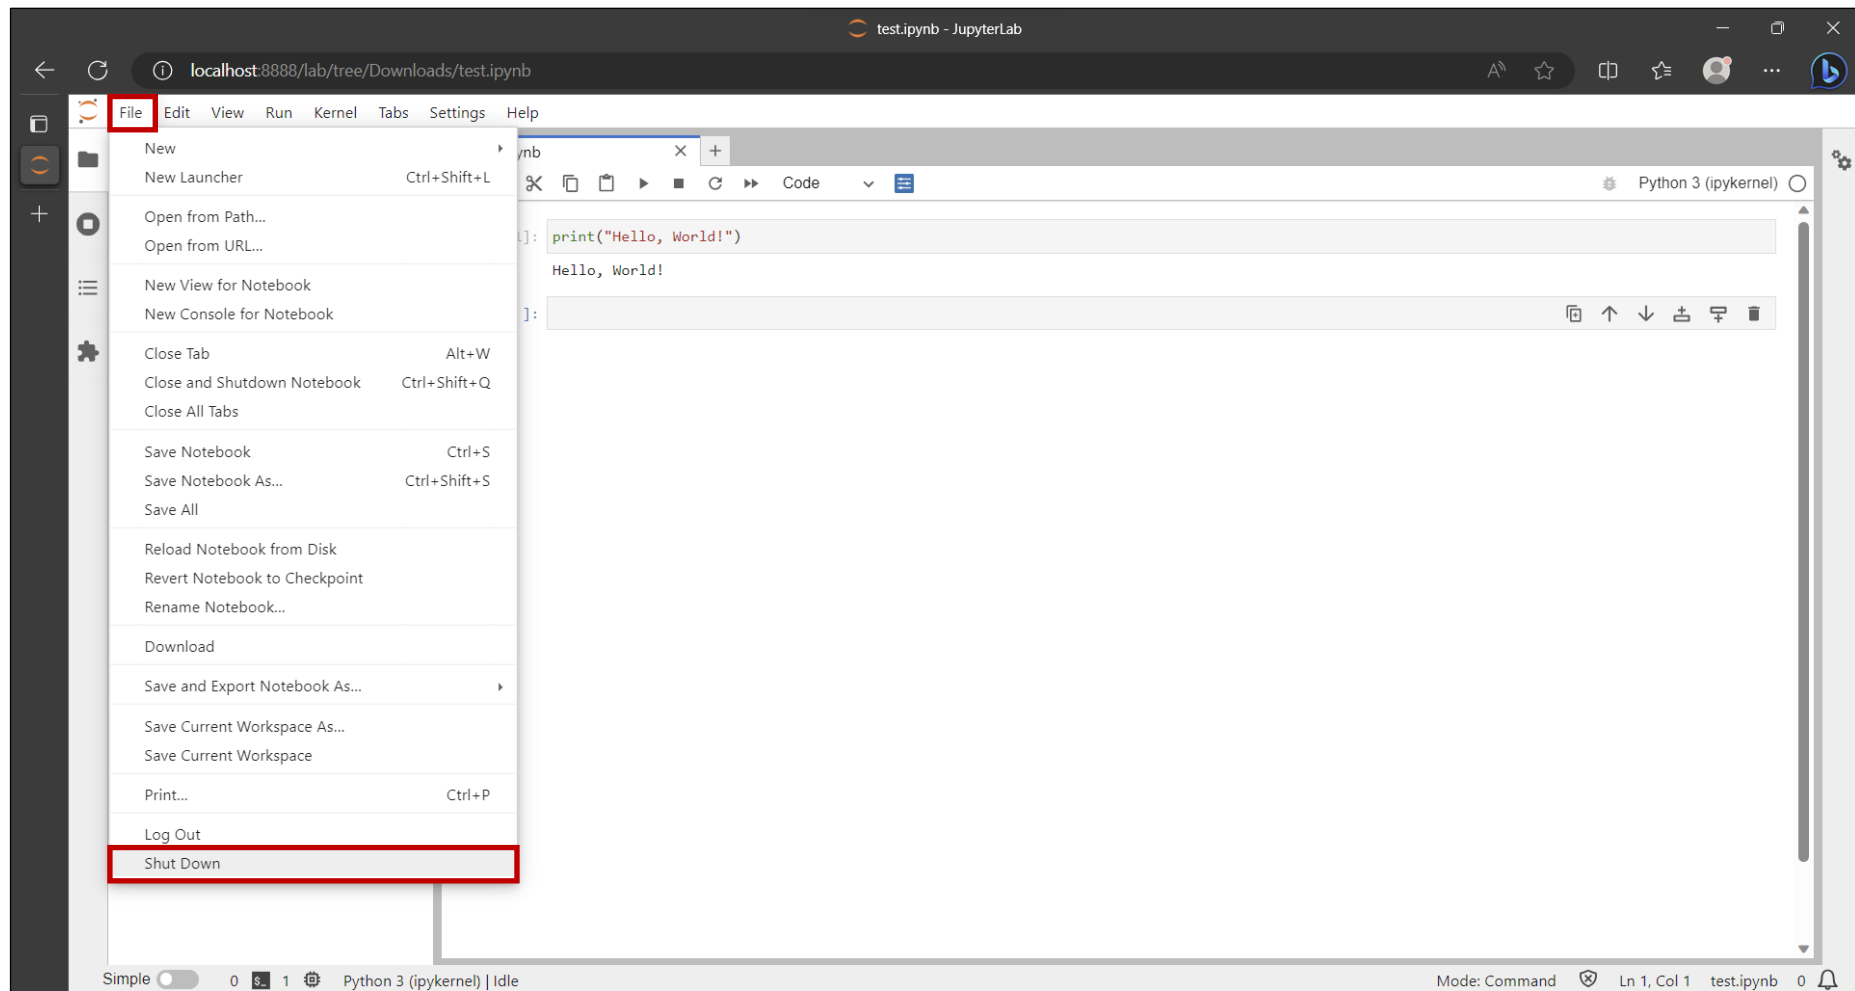 test.ipynb - JupyterLab
localhost:8888/lab/tree/Downloads/test.ipynb
File Edit View Run Kernel Tabs Settings Help
New
New Launcher Ctrl+Shift+L
Open from Path...
Open from URL...
New View for Notebook
New Console for Notebook
Close Tab Alt+W
Close and Shutdown Notebook Ctrl+Shift+Q
Close All Tabs
Save Notebook Ctrl+S
Save Notebook As... Ctrl+Shift+S
Save All
Reload Notebook from Disk
Revert Notebook to Checkpoint
Rename Notebook...
Download
Save and Export Notebook As...
Save Current Workspace As...
Save Current Workspace
Print... Ctrl+P
Log Out
Shut Down
ynb
Code
Python 3 (ipykernel)
1]: print("Hello, World!")
Hello, World!
]:
Simple 0 $_ 1 Python 3 (ipykernel) | Idle
Mode: Command Ln 1, Col 1 test.ipynb 0